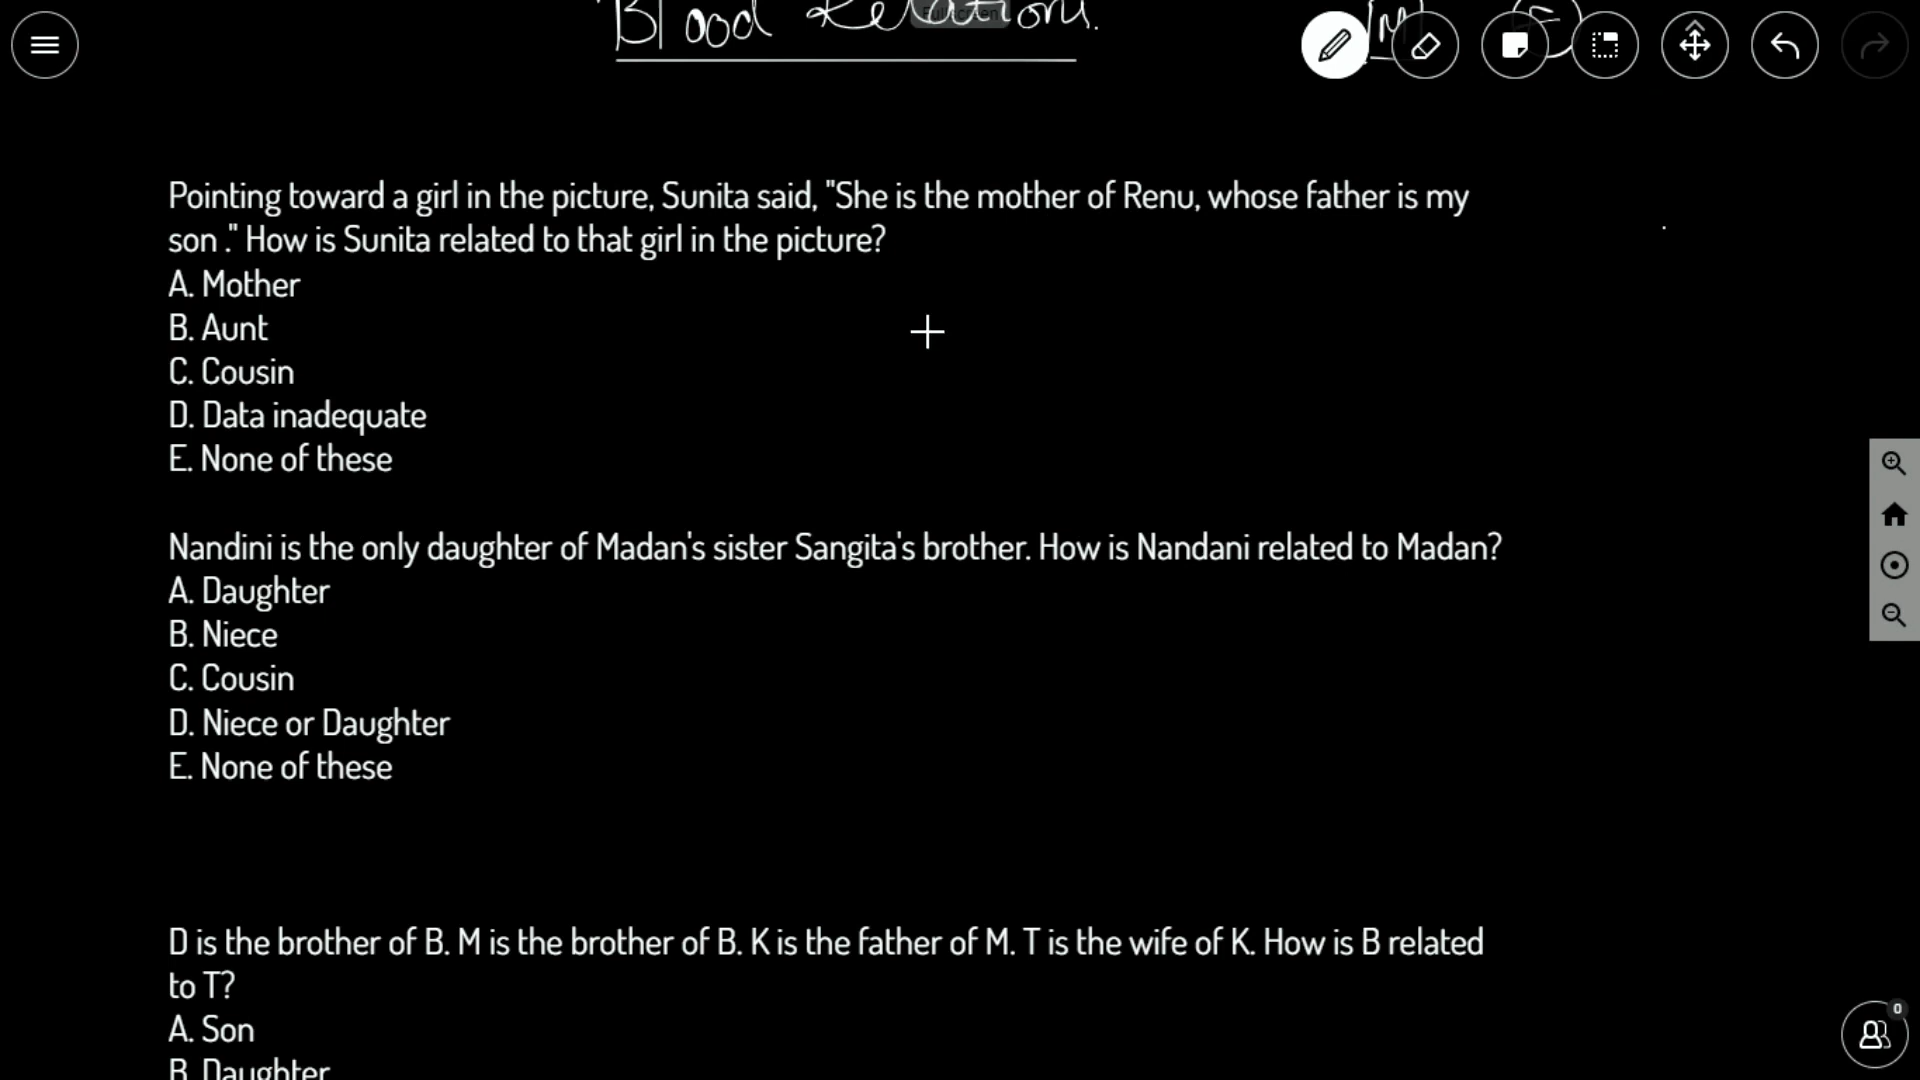 Blood Relations.
M F
Pointing toward a girl in the picture, Sunita said, "She is the mother of Renu, whose father is my
son ." How is Sunita related to that girl in the picture?
A. Mother
B. Aunt
C. Cousin
D. Data inadequate
E. None of these
Nandini is the only daughter of Madan's sister Sangita's brother. How is Nandani related to Madan?
A. Daughter
B. Niece
C. Cousin
D. Niece or Daughter
E. None of these
D is the brother of B. M is the brother of B. K is the father of M. T is the wife of K. How is B related
to T?
A. Son
B. Daughter
0